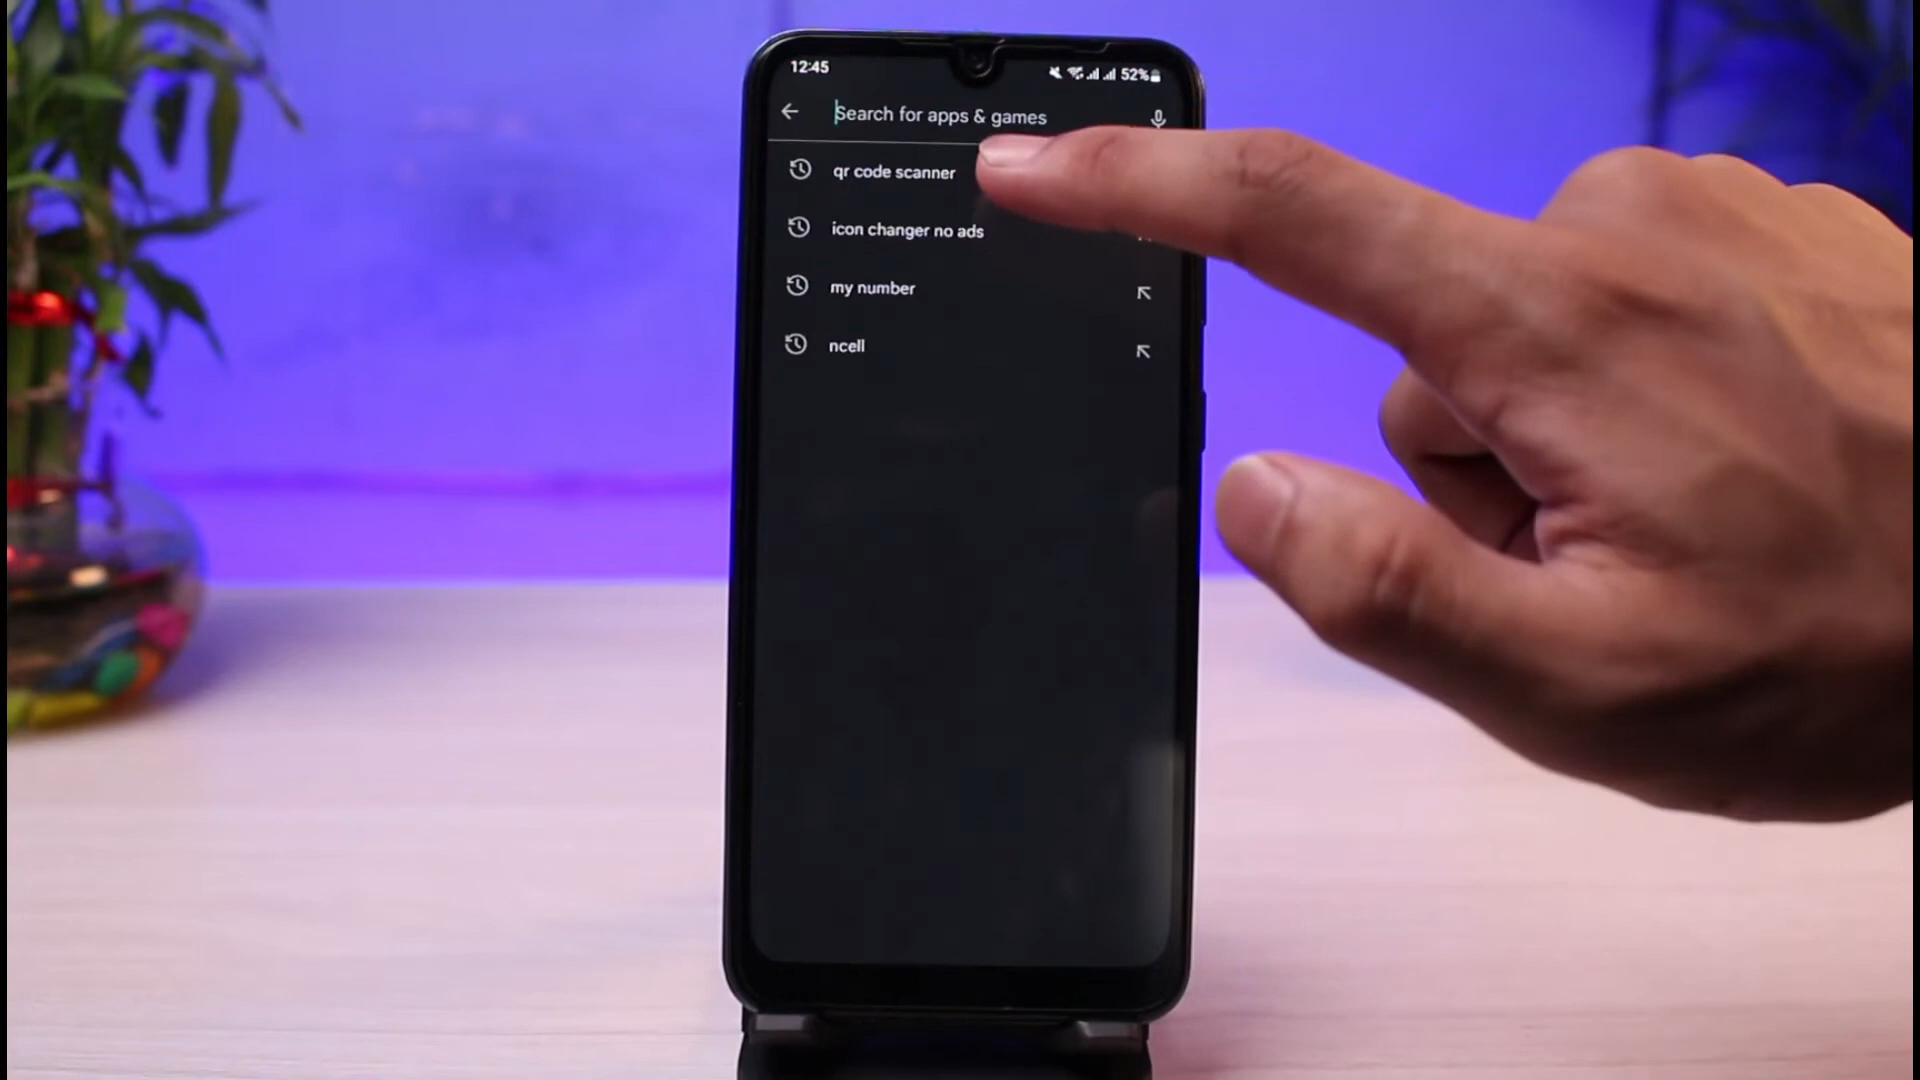 12:45
52%
Search for apps & games
qr code scanner
icon changer no ads
my number
ncell